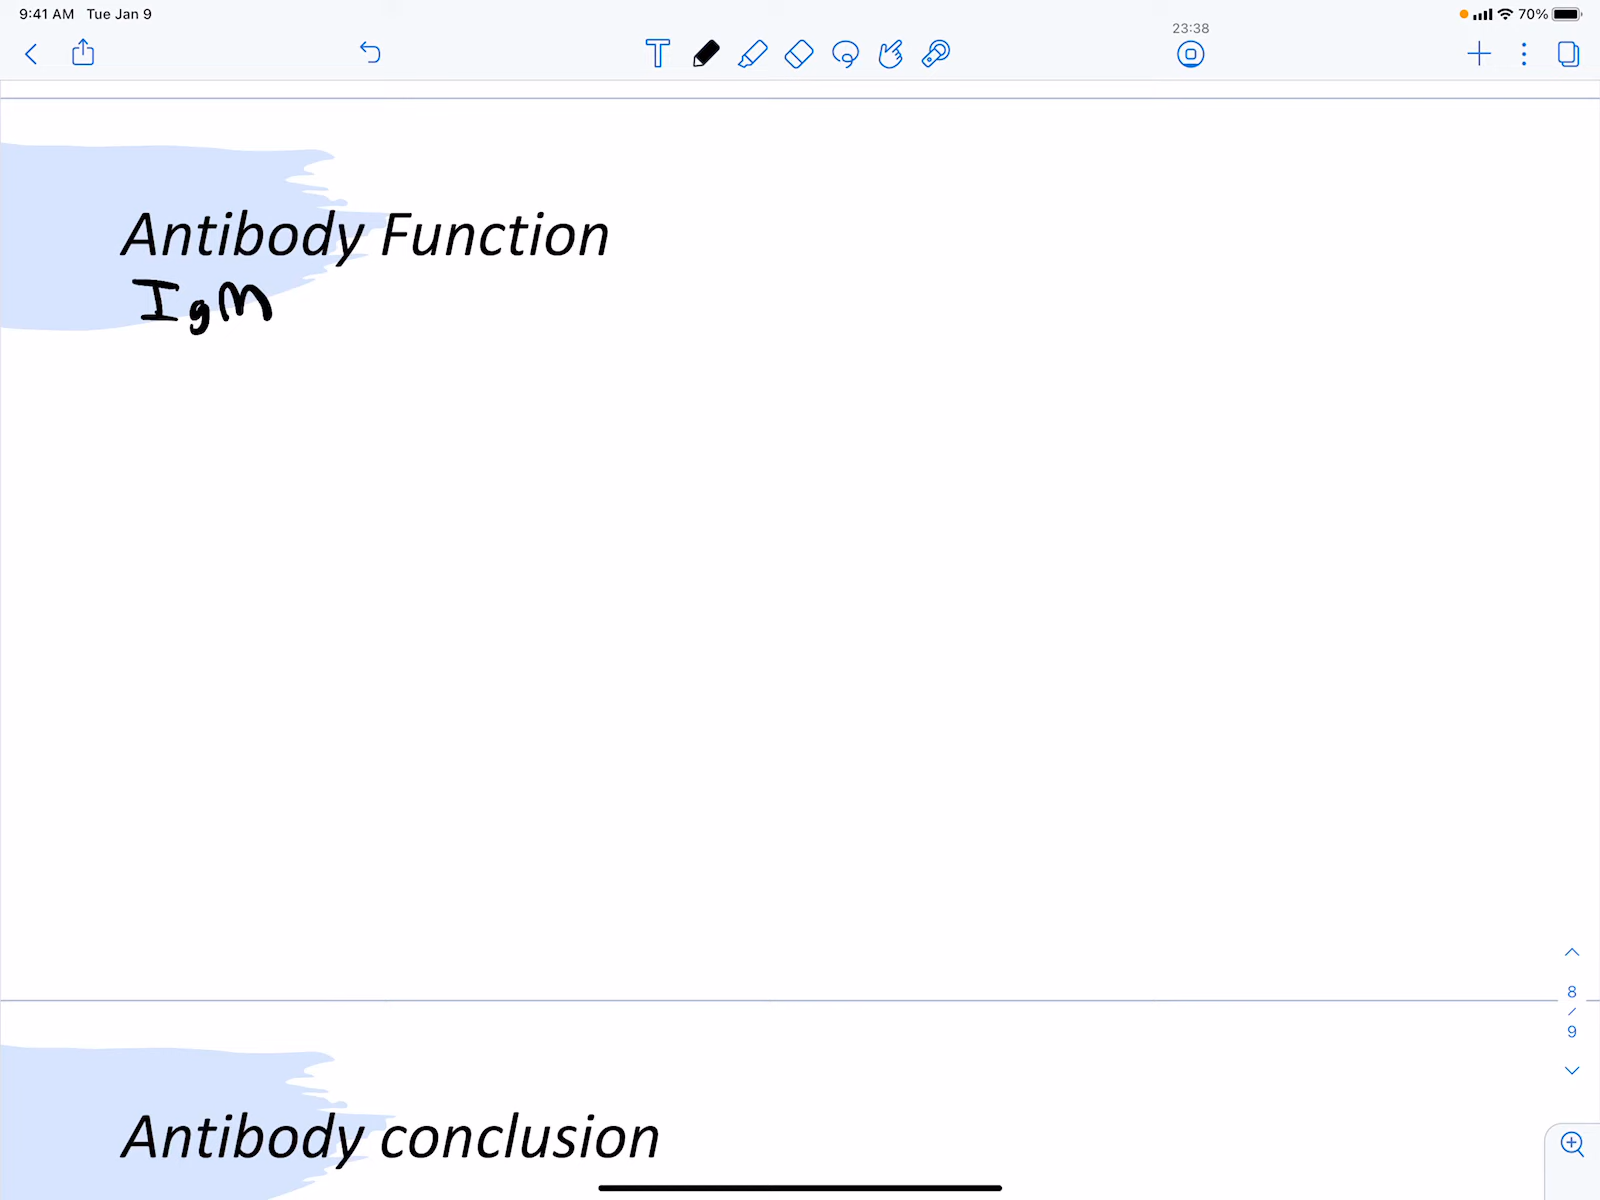 9:41 AM Tue Jan 9
70%
23:38
Antibody Function
IgM
8
/
9
Antibody conclusion